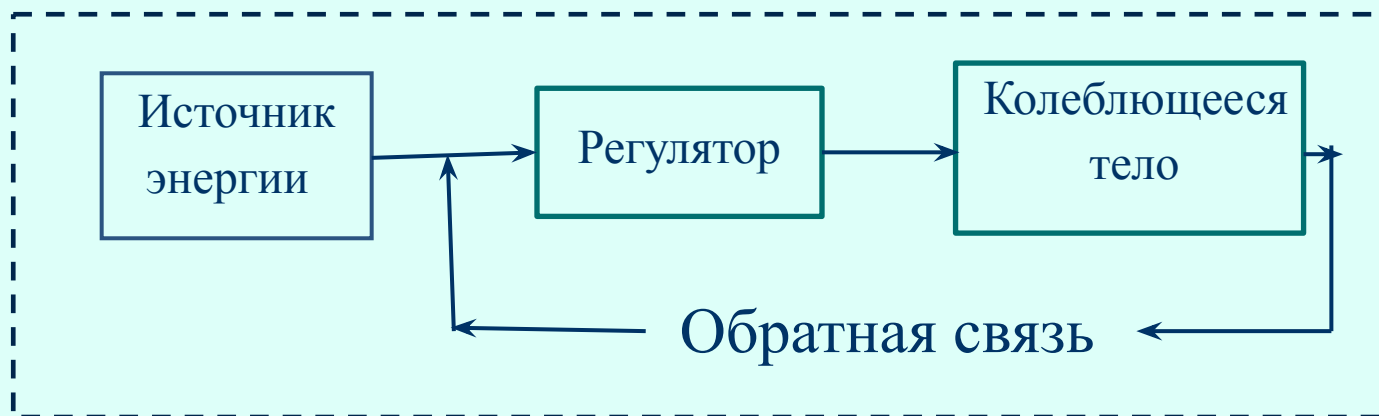 Источник
энергии
Регулятор
Колеблющееся
тело
Обратная связь